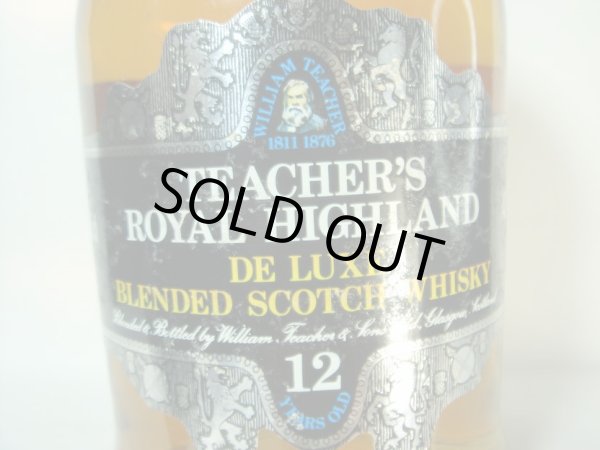 WILLIAM TEACHER
1811 1876
TEACHER'S
ROYAL HIGHLAND
SOLD OUT
DE LUXE
BLENDED SCOTCH WHISKY
Blended & Bottled by William Teacher & Sons Glasgow, Scotland
12
YEARS OLD